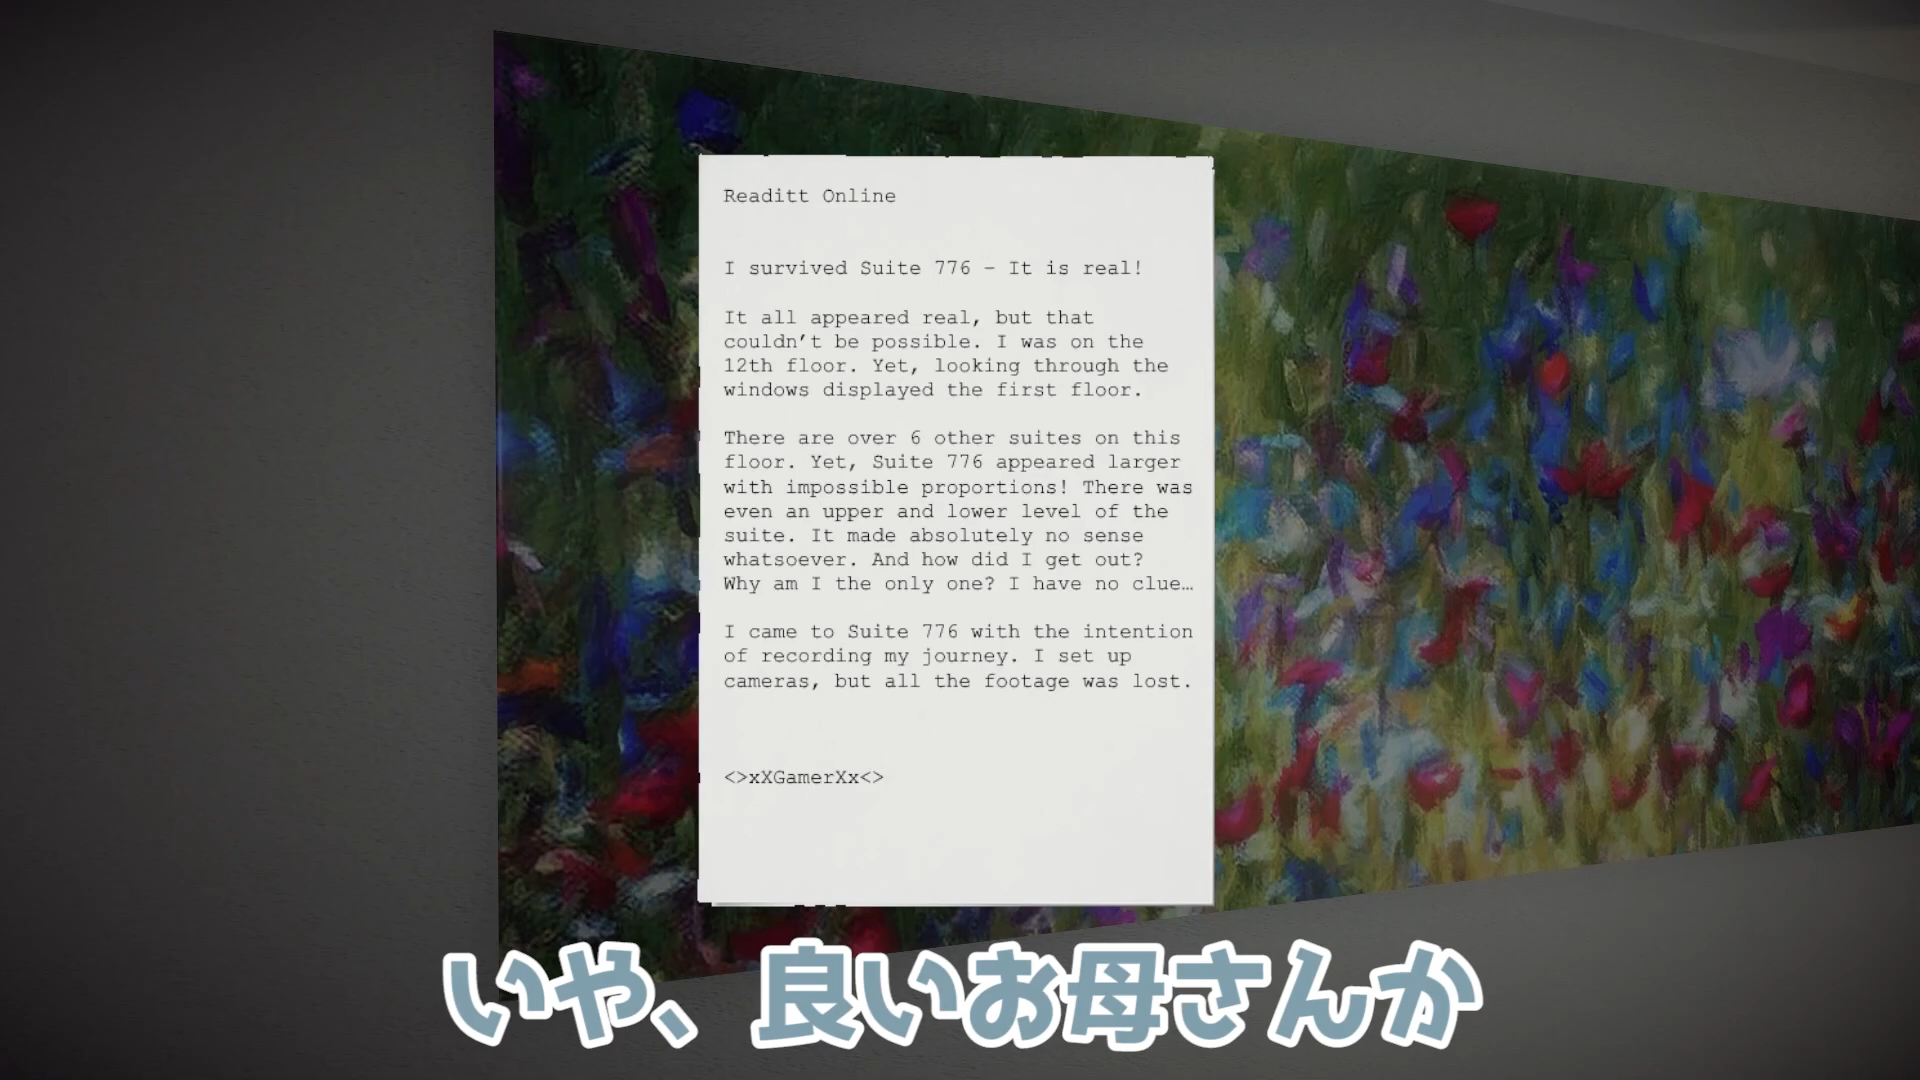 Readitt Online
I survived Suite 776 – It is real!
It all appeared real, but that
couldn’t be possible. I was on the
12th floor. Yet, looking through the
windows displayed the first floor.
There are over 6 other suites on this
floor. Yet, Suite 776 appeared larger
with impossible proportions! There was
even an upper and lower level of the
suite. It made absolutely no sense
whatsoever. And how did I get out?
Why am I the only one? I have no clue…
I came to Suite 776 with the intention
of recording my journey. I set up
cameras, but all the footage was lost.
<>xXGamerXx<>
いや、良いお母さんか